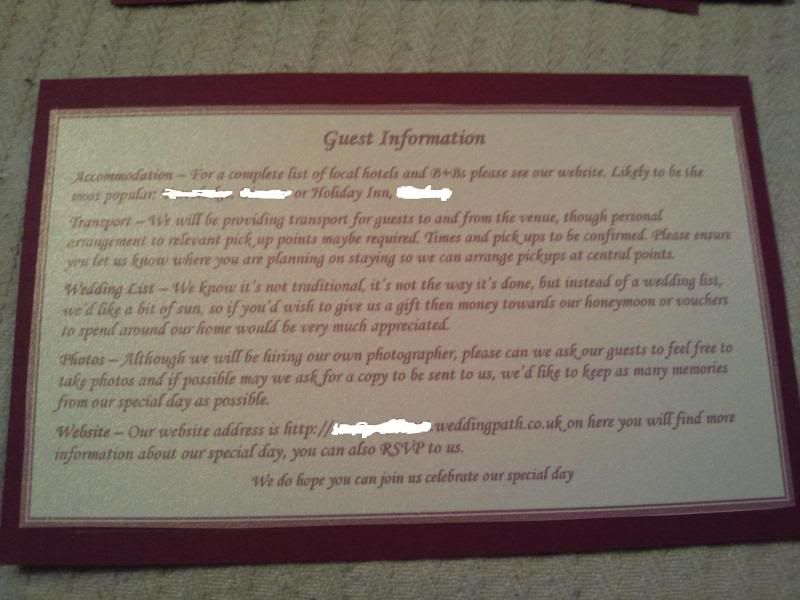 Guest Information
Accommodation – For a complete list of local hotels and B+Bs please see our website. Likely to be the
most popular: or Holiday Inn,
Transport – We will be providing transport for guests to and from the venue, though personal
arrangement to relevant pick up points maybe required. Times and pick ups to be confirmed. Please ensure
you let us know where you are planning on staying so we can arrange pickups at central points.
Wedding List – We know it's not traditional, it's not the way it's done, but instead of a wedding list,
we'd like a bit of sun, so if you'd wish to give us a gift then money towards our honeymoon or vouchers
to spend around our home would be very much appreciated.
Photos – Although we will be hiring our own photographer, please can we ask our guests to feel free to
take photos and if possible may we ask for a copy to be sent to us, we'd like to keep as many memories
from our special day as possible.
Website – Our website address is http:// weddingpath.co.uk on here you will find more
information about our special day, you can also RSVP to us.
We do hope you can join us celebrate our special day